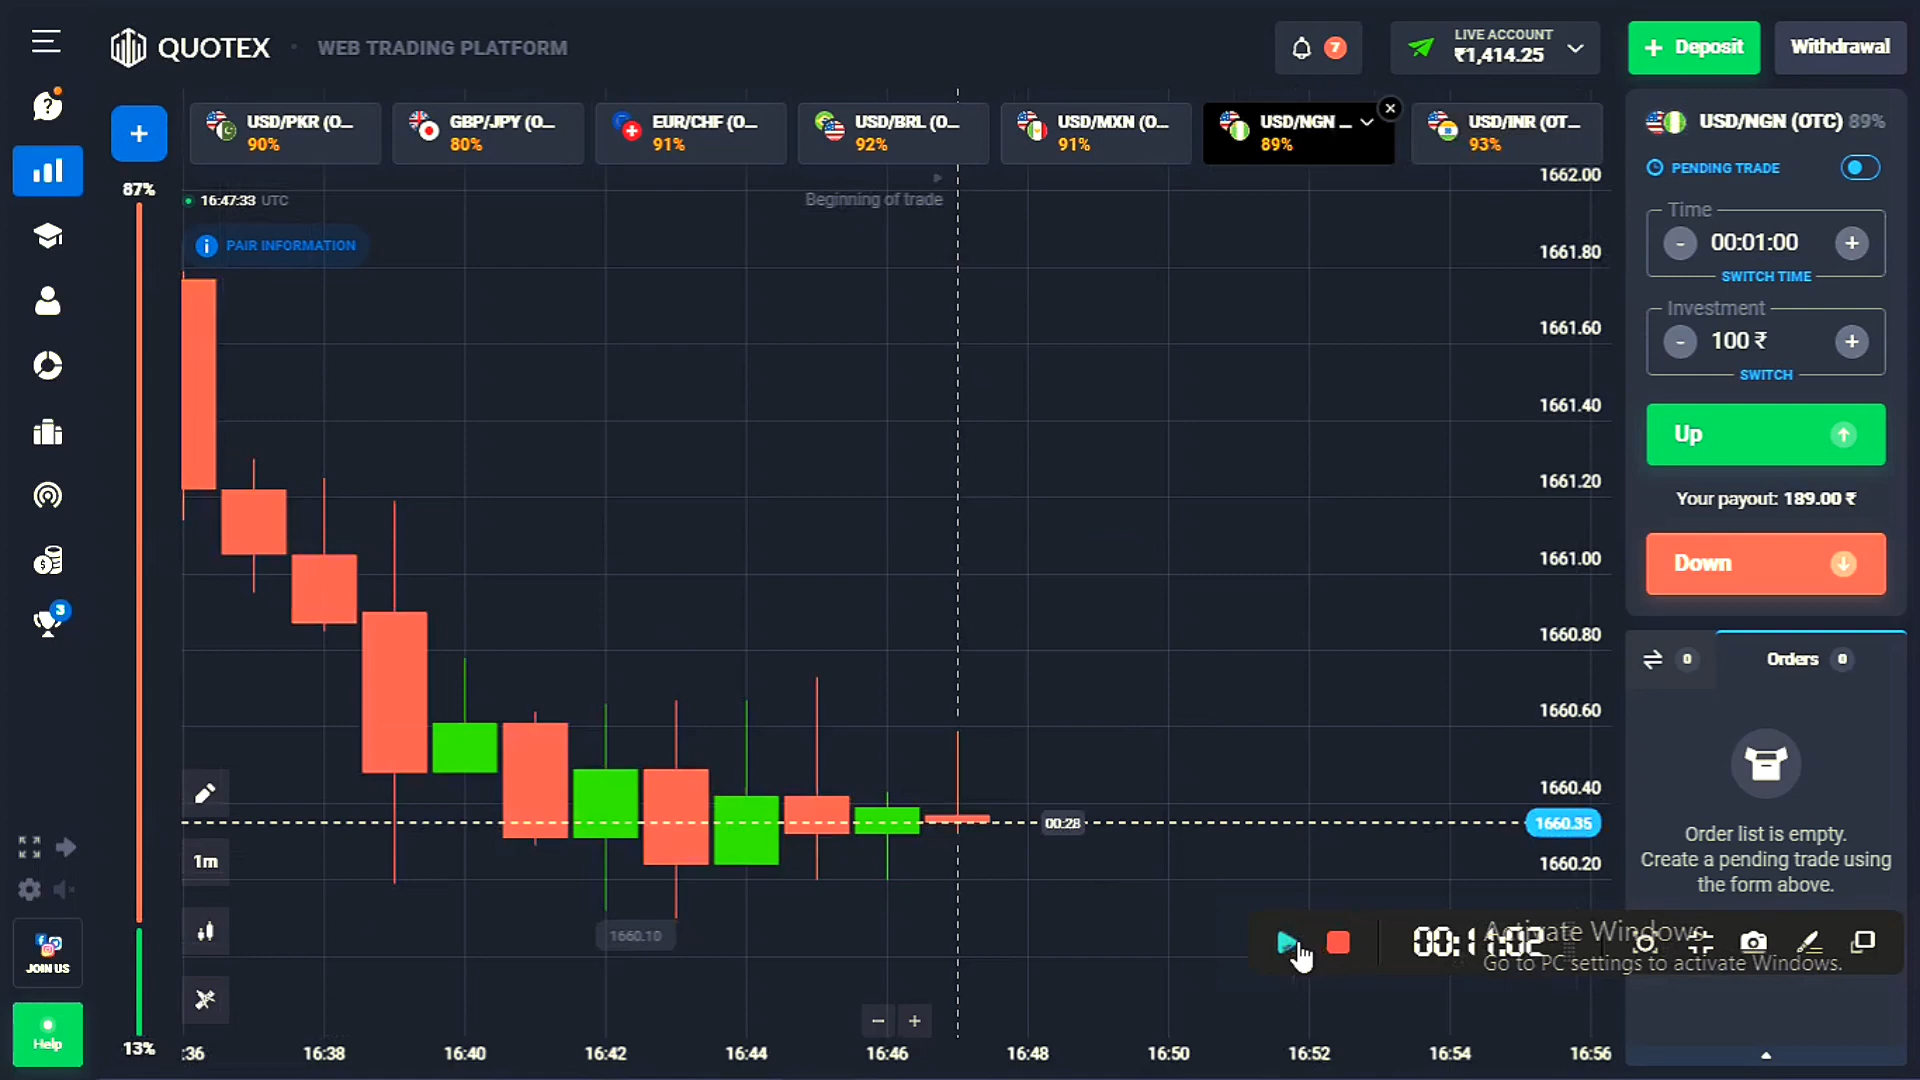 QUOTEX
WEB TRADING PLATFORM
7
LIVE ACCOUNT
₹1,414.25
+ Deposit
Withdrawal
USD/PKR (O...
90%
GBP/JPY (O...
80%
EUR/CHF (O...
91%
USD/BRL (O...
92%
USD/MXN (O...
91%
USD/NGN ...
89%
USD/INR (OT...
93%
USD/NGN (OTC) 89%
PENDING TRADE
Time
- 00:01:00 +
SWITCH TIME
Investment
- 100 ₹ +
SWITCH
Up
Your payout: 189.00 ₹
Down
0
Orders 0
Order list is empty.
Create a pending trade using
the form above.
87%
16:47:33 UTC
Beginning of trade
PAIR INFORMATION
1662.00
1661.80
1661.60
1661.40
1661.20
1661.00
1660.80
1660.60
1660.40
1660.35
1660.20
00:28
1m
1660.10
3
JOIN US
Help
13%
00:11:02
Activate Windows
Go to PC settings to activate Windows.
:36
16:38
16:40
16:42
16:44
16:46
16:48
16:50
16:52
16:54
16:56